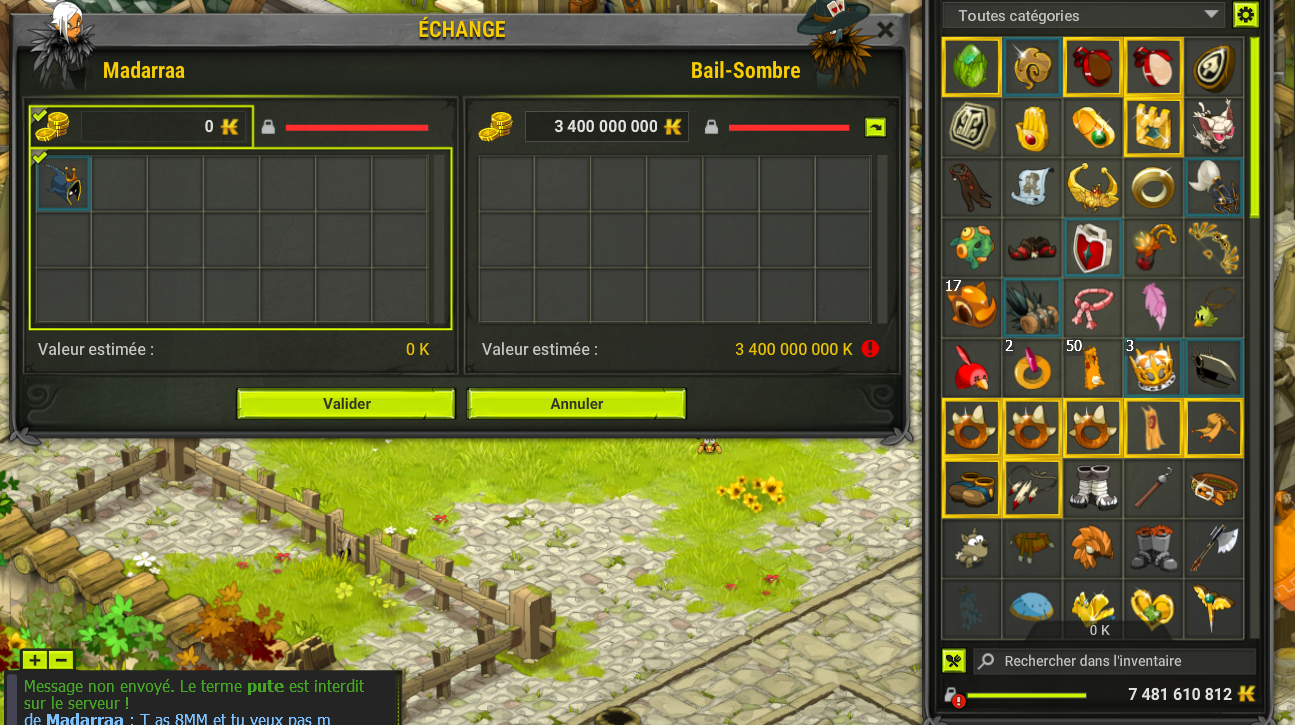 ÉCHANGE
Toutes catégories
Madarraa
Bail-Sombre
0 K
3 400 000 000 K
Valeur estimée :
0 K
Valeur estimée :
3 400 000 000 K
Valider
Annuler
17
2
50
3
0 K
Rechercher dans l'inventaire
7 481 610 812 K
Message non envoyé. Le terme pute est interdit
sur le serveur !
de Madarraa : T as 8MM et tu veux pas m